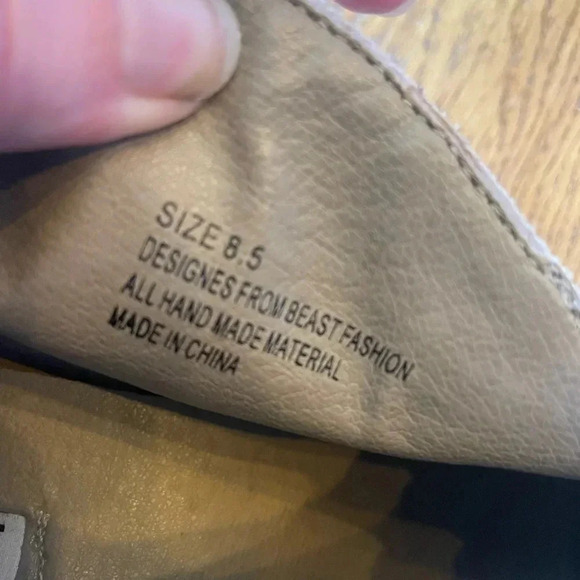 SIZE 8.5
DESIGNES FROM BEAST FASHION
ALL HAND MADE MATERIAL
MADE IN CHINA